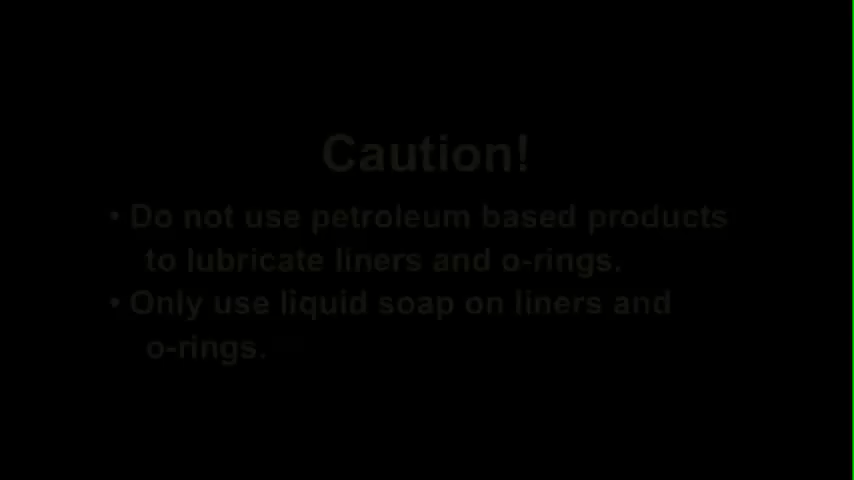 Caution!
• Do not use petroleum based products
to lubricate liners and o-rings.
• Only use liquid soap on liners and
o-rings.